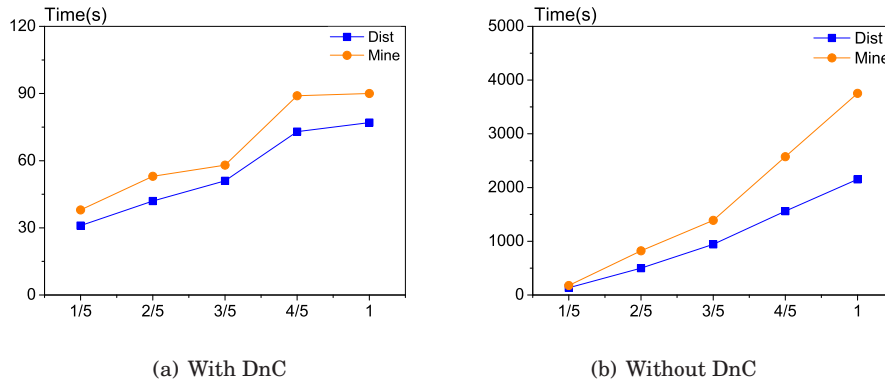 Time(s)
120
90
60
30
0
Dist
Mine
1/5 2/5 3/5 4/5 1
(a) With DnC
Time(s)
5000
4000
3000
2000
1000
0
Dist
Mine
1/5 2/5 3/5 4/5 1
(b) Without DnC